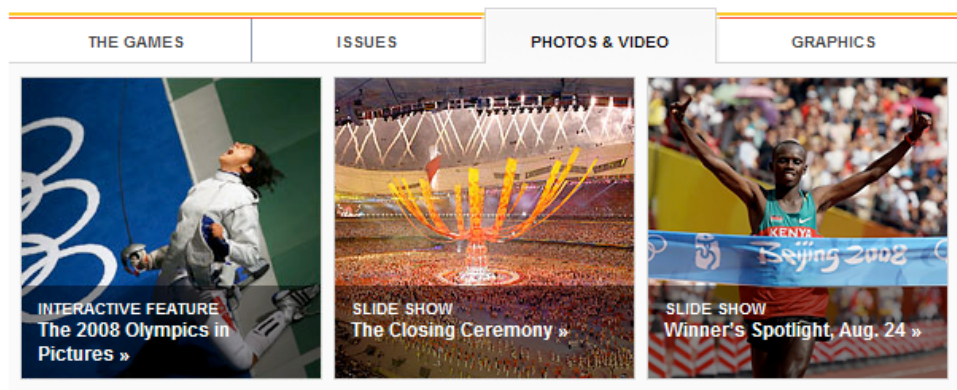 THE GAMES
ISSUES
PHOTOS & VIDEO
GRAPHICS
INTERACTIVE FEATURE
The 2008 Olympics in
Pictures »
SLIDE SHOW
The Closing Ceremony »
KENYA
Beijing 2008
SLIDE SHOW
Winner's Spotlight, Aug. 24 »